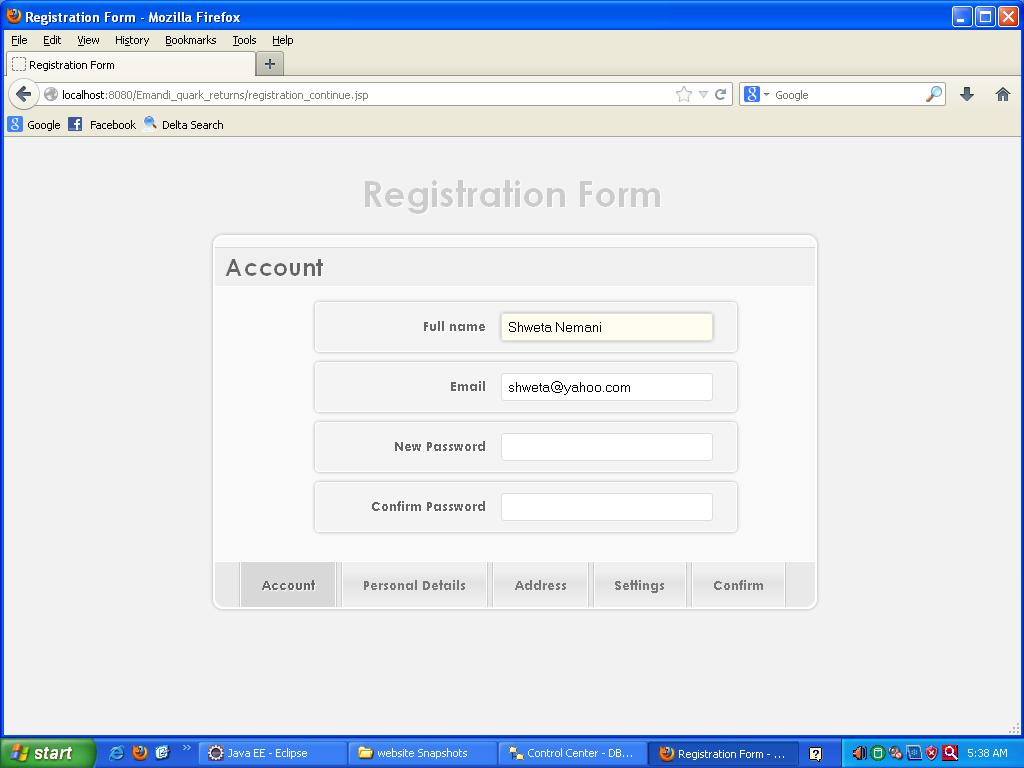 Registration Form - Mozilla Firefox
File Edit View History Bookmarks Tools Help
Registration Form +
localhost:8080/Emandi_quark_returns/registration_continue.jsp Google
Google Facebook Delta Search
Registration Form
Account
Full name Shweta Nemani
Email shweta@yahoo.com
New Password
Confirm Password
Account Personal Details Address Settings Confirm
start Java EE - Eclipse website Snapshots Control Center - DB... Registration Form - ... 5:38 AM